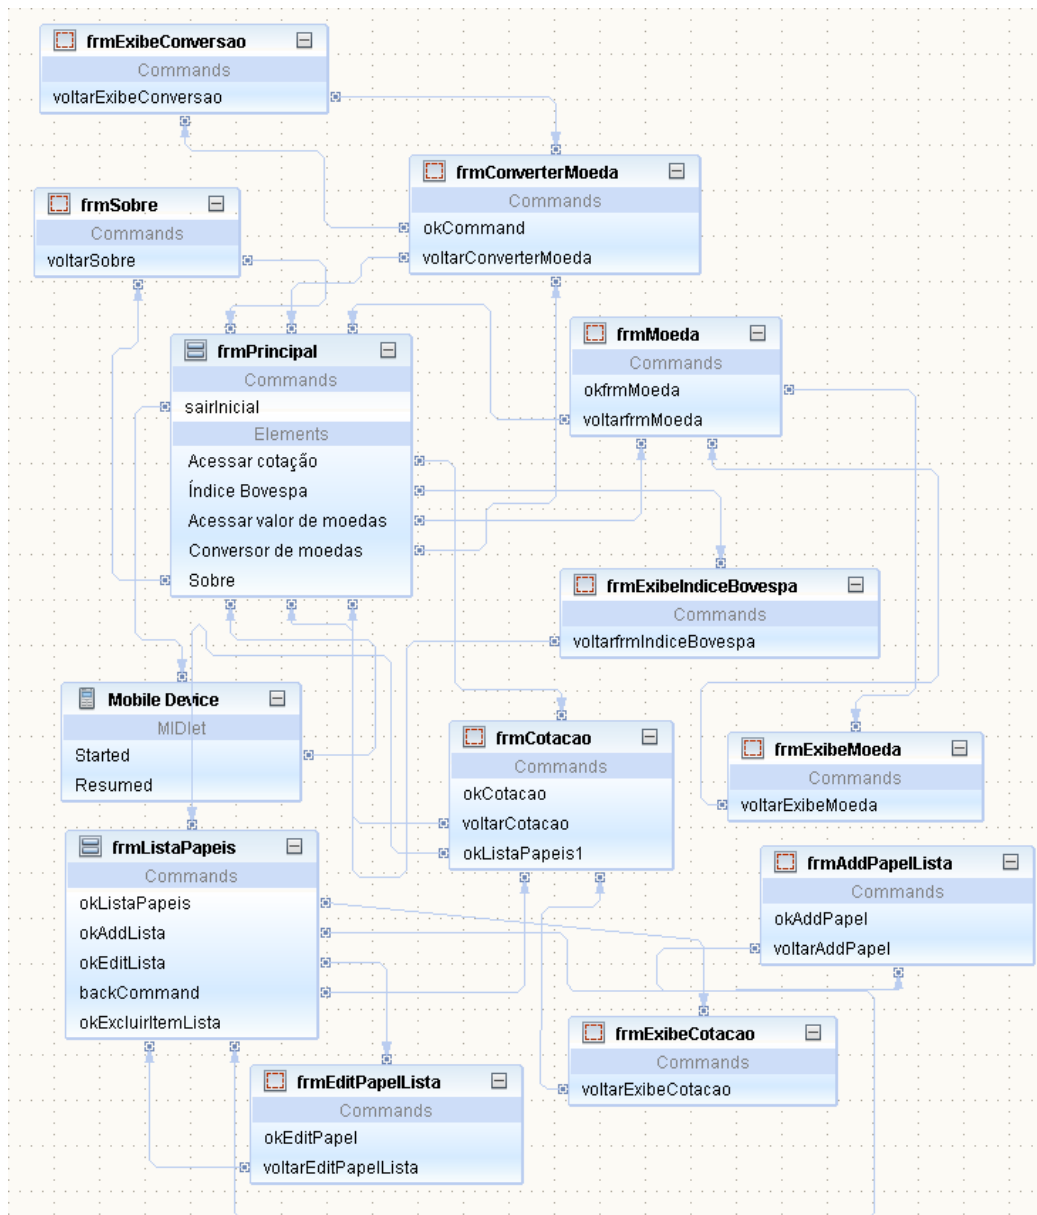 frmExibeConversao
Commands
voltarExibeConversao
frmConverterMoeda
Commands
okCommand
voltarConverterMoeda
frmSobre
Commands
voltarSobre
frmMoeda
Commands
okfrmMoeda
voltarfrmMoeda
frmPrincipal
Commands
sairInicial
Elements
Acessar cotação
Índice Bovespa
Acessar valor de moedas
Conversor de moedas
Sobre
frmExibeIndiceBovespa
Commands
voltarfrmIndiceBovespa
Mobile Device
MIDlet
Started
Resumed
frmCotacao
Commands
okCotacao
voltarCotacao
okListaPapeis1
frmExibeMoeda
Commands
voltarExibeMoeda
frmListaPapeis
Commands
okListaPapeis
okAddLista
okEditLista
backCommand
okExcluirItemLista
frmAddPapelLista
Commands
okAddPapel
voltarAddPapel
frmExibeCotacao
Commands
voltarExibeCotacao
frmEditPapelLista
Commands
okEditPapel
voltarEditPapelLista